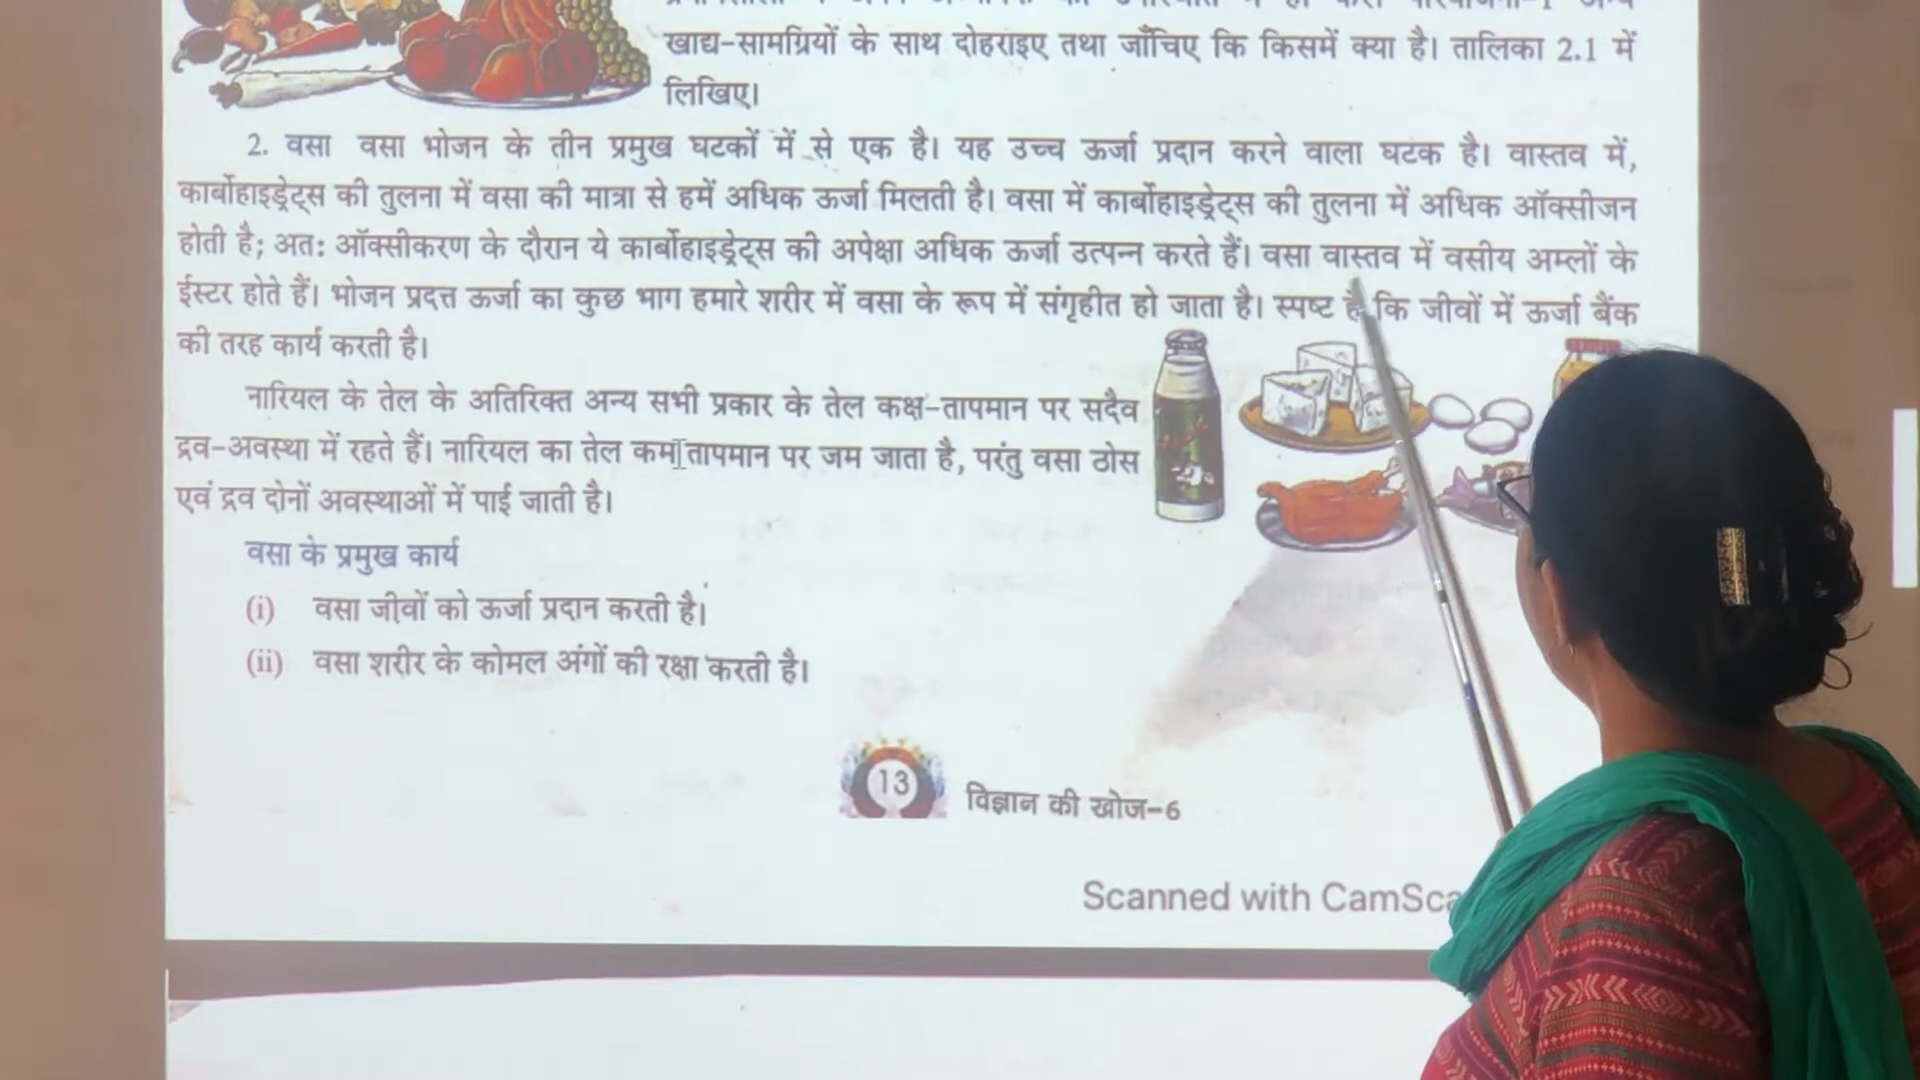 खाद्य-सामग्रियों के साथ दोहराइए तथा जाँचिए कि किसमें क्या है। तालिका 2.1 में
लिखिए।
2. वसा वसा भोजन के तीन प्रमुख घटकों में से एक है। यह उच्च ऊर्जा प्रदान करने वाला घटक है। वास्तव में,
कार्बोहाइड्रेट्स की तुलना में वसा की मात्रा से हमें अधिक ऊर्जा मिलती है। वसा में कार्बोहाइड्रेट्स की तुलना में अधिक ऑक्सीजन
होती है; अतः ऑक्सीकरण के दौरान ये कार्बोहाइड्रेट्स की अपेक्षा अधिक ऊर्जा उत्पन्न करते हैं। वसा वास्तव में वसीय अम्लों के
ईस्टर होते हैं। भोजन प्रदत्त ऊर्जा का कुछ भाग हमारे शरीर में वसा के रूप में संगृहीत हो जाता है। स्पष्ट है कि जीवों में ऊर्जा बैंक
की तरह कार्य करती है।
नारियल के तेल के अतिरिक्त अन्य सभी प्रकार के तेल कक्ष-तापमान पर सदैव
द्रव-अवस्था में रहते हैं। नारियल का तेल कम तापमान पर जम जाता है, परंतु वसा ठोस
एवं द्रव दोनों अवस्थाओं में पाई जाती है।
वसा के प्रमुख कार्य
(i) वसा जीवों को ऊर्जा प्रदान करती है।
(ii) वसा शरीर के कोमल अंगों की रक्षा करती है।
13 विज्ञान की खोज-6
Scanned with CamSca